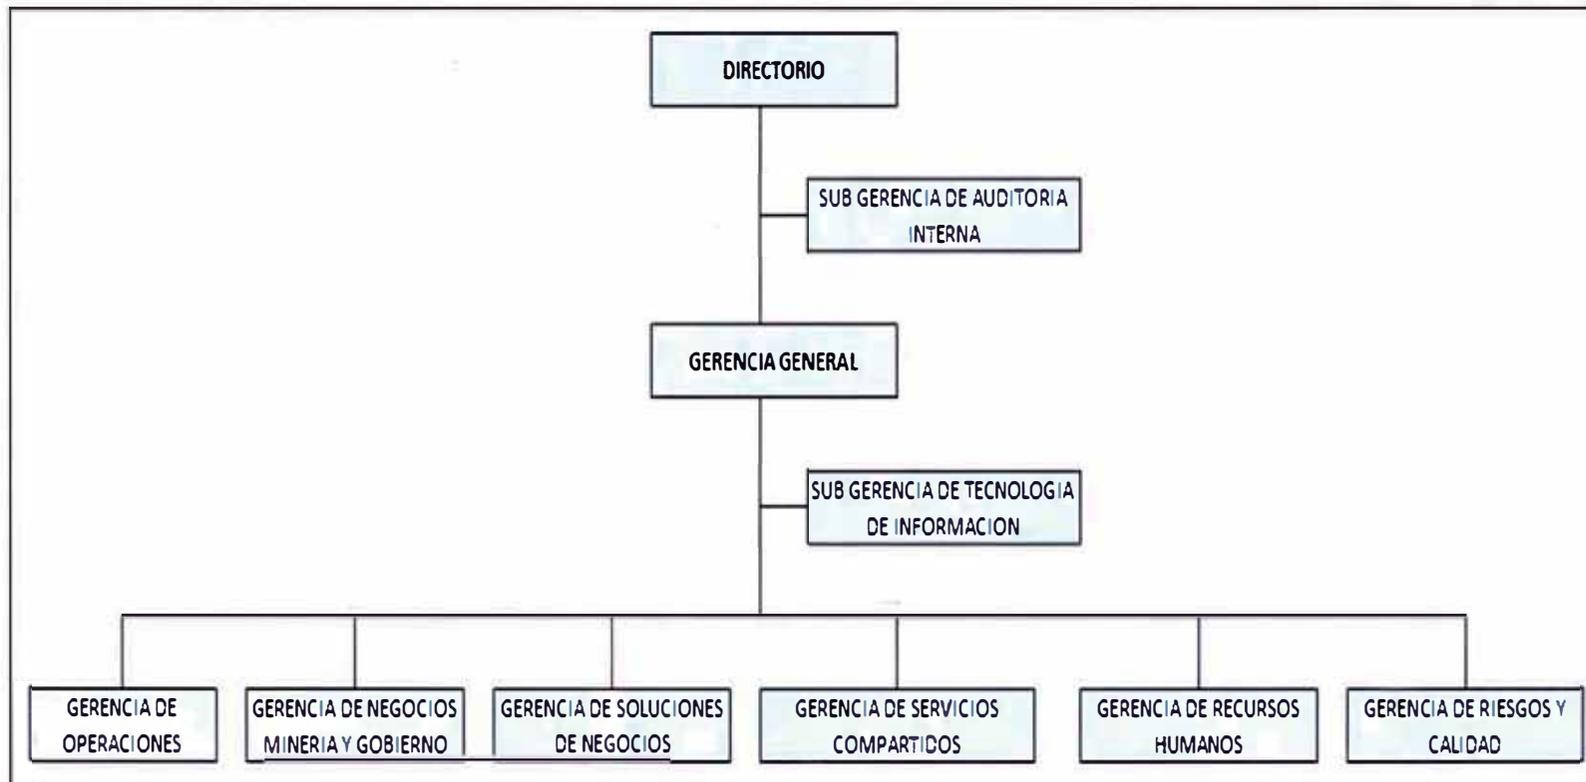 DIRECTORIO
SUB GERENCIA DE AUDITORIA
INTERNA
GERENCIA GENERAL
SUB GERENCIA DE TECNOLOGIA
DE INFORMACION
GERENCIA DE
OPERACIONES
GERENCIA DE NEGOCIOS
MINERIA Y GOBIERNO
GERENCIA DE SOLUCIONES
DE NEGOCIOS
GERENCIA DE SERVICIOS
COMPARTIDOS
GERENCIA DE RECURSOS
HUMANOS
GERENCIA DE RIESGOS Y
CALIDAD